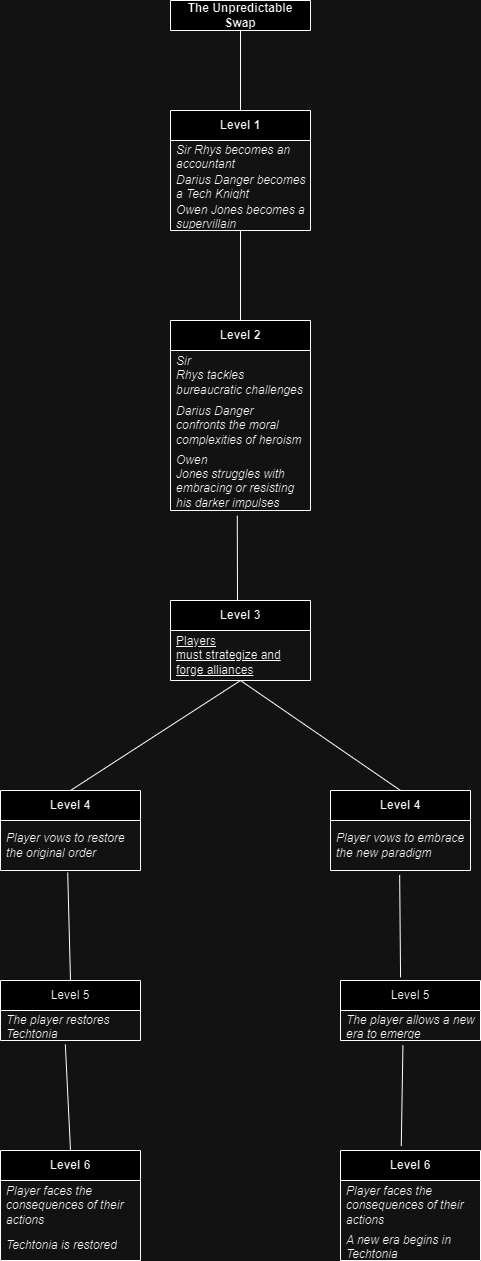 The Unpredictable
Swap
Level 1
Sir Rhys becomes an
accountant
Darius Danger becomes
a Tech Knight
Owen Jones becomes a
supervillain
Level 2
Sir
Rhys tackles
bureaucratic challenges
Darius Danger
confronts the moral
complexities of heroism
Owen
Jones struggles with
embracing or resisting
his darker impulses
Level 3
Players
must strategize and
forge alliances
Level 4
Player vows to restore
the original order
Level 4
Player vows to embrace
the new paradigm
Level 5
The player restores
Techtonia
Level 5
The player allows a new
era to emerge
Level 6
Player faces the
consequences of their
actions
Techtonia is restored
Level 6
Player faces the
consequences of their
actions
A new era begins in
Techtonia